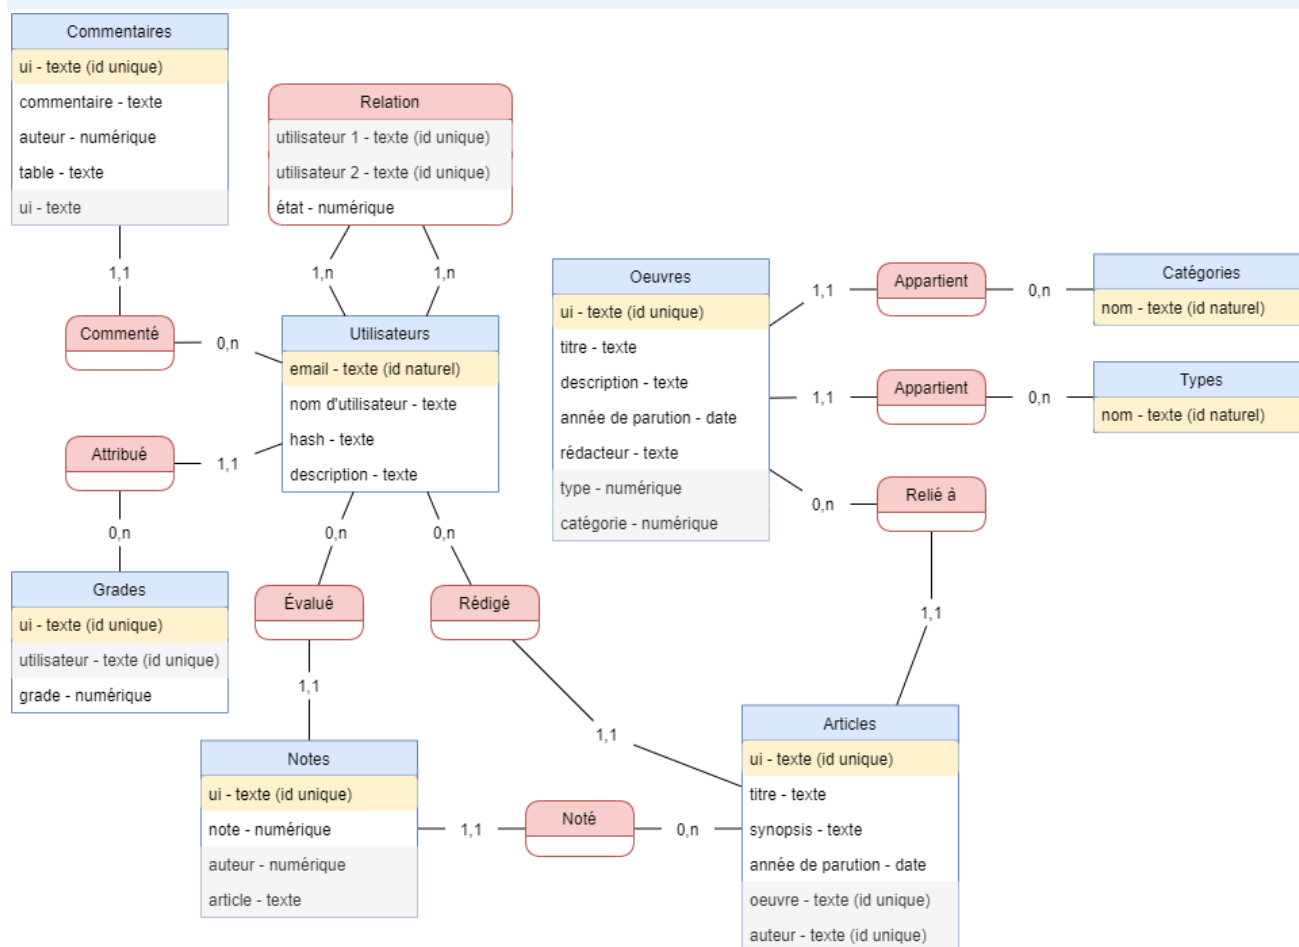 Commentaires
ui - texte (id unique)
commentaire - texte
auteur - numérique
table - texte
ui - texte
Relation
utilisateur 1 - texte (id unique)
utilisateur 2 - texte (id unique)
état - numérique
1,1
1,n
1,n
Commenté
0,n
Utilisateurs
email - texte (id naturel)
nom d'utilisateur - texte
hash - texte
description - texte
Attribué
1,1
0,n
Grades
ui - texte (id unique)
utilisateur - texte (id unique)
grade - numérique
0,n
0,n
Évalué
Rédigé
1,1
1,1
Oeuvres
ui - texte (id unique)
titre - texte
description - texte
année de parution - date
rédacteur - texte
type - numérique
catégorie - numérique
1,1
Appartient
0,n
Catégories
nom - texte (id naturel)
1,1
Appartient
0,n
Types
nom - texte (id naturel)
0,n
Relié à
1,1
Notes
ui - texte (id unique)
note - numérique
auteur - numérique
article - texte
1,1
Noté
0,n
Articles
ui - texte (id unique)
titre - texte
synopsis - texte
année de parution - date
oeuvre - texte (id unique)
auteur - texte (id unique)